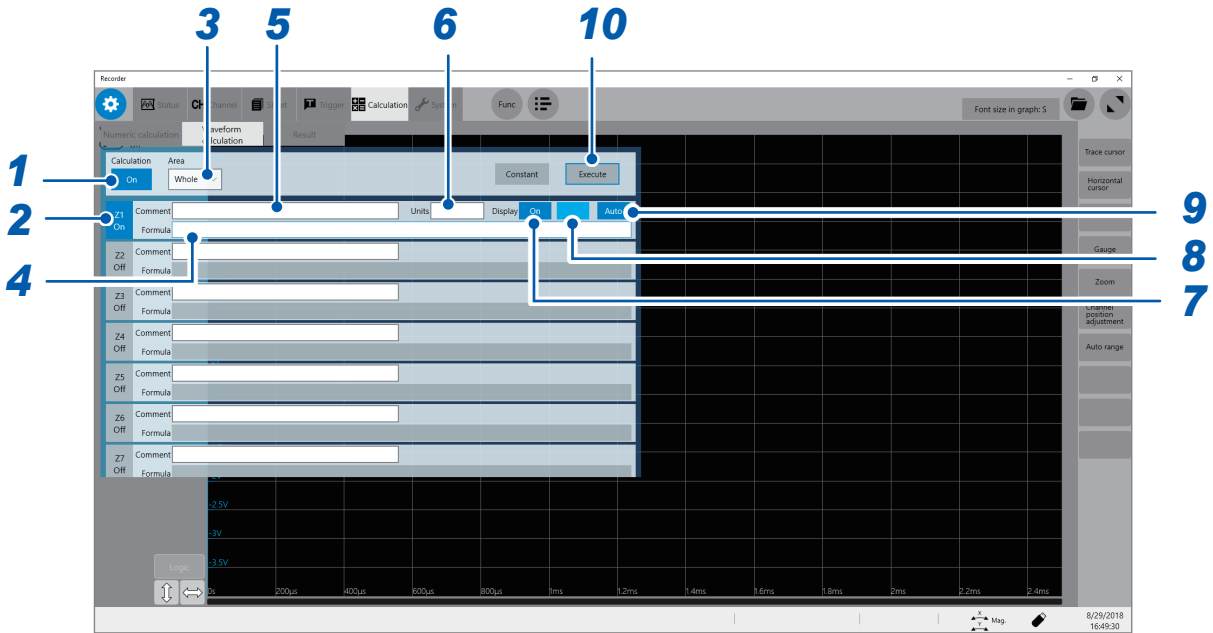 3 5 6 10
Recorder
Status CH Channel Trigger Calculation System Func Font size in graph: S
Numeric calculation Waveform calculation Result
Calculation Area
Trace cursor
1 On Whole Constant Execute
Horizontal cursor
2 Z1 On Comment Units Display On Auto 9
Formula
4 8 7
Z2 Off Comment
Formula
Gauge
Zoom
Z3 Off Comment
Formula
Channel position adjustment
Z4 Off Comment
Formula
Auto range
Z5 Off Comment
Formula
Z6 Off Comment
Formula
Z7 Off Comment
Formula
-2.5V
-3V
-3.5V
Logic
0s 200µs 400µs 600µs 800µs 1ms 1.2ms 1.4ms 1.6ms 1.8ms 2ms 2.2ms 2.4ms
X Y Mag.
8/29/2018
16:49:30